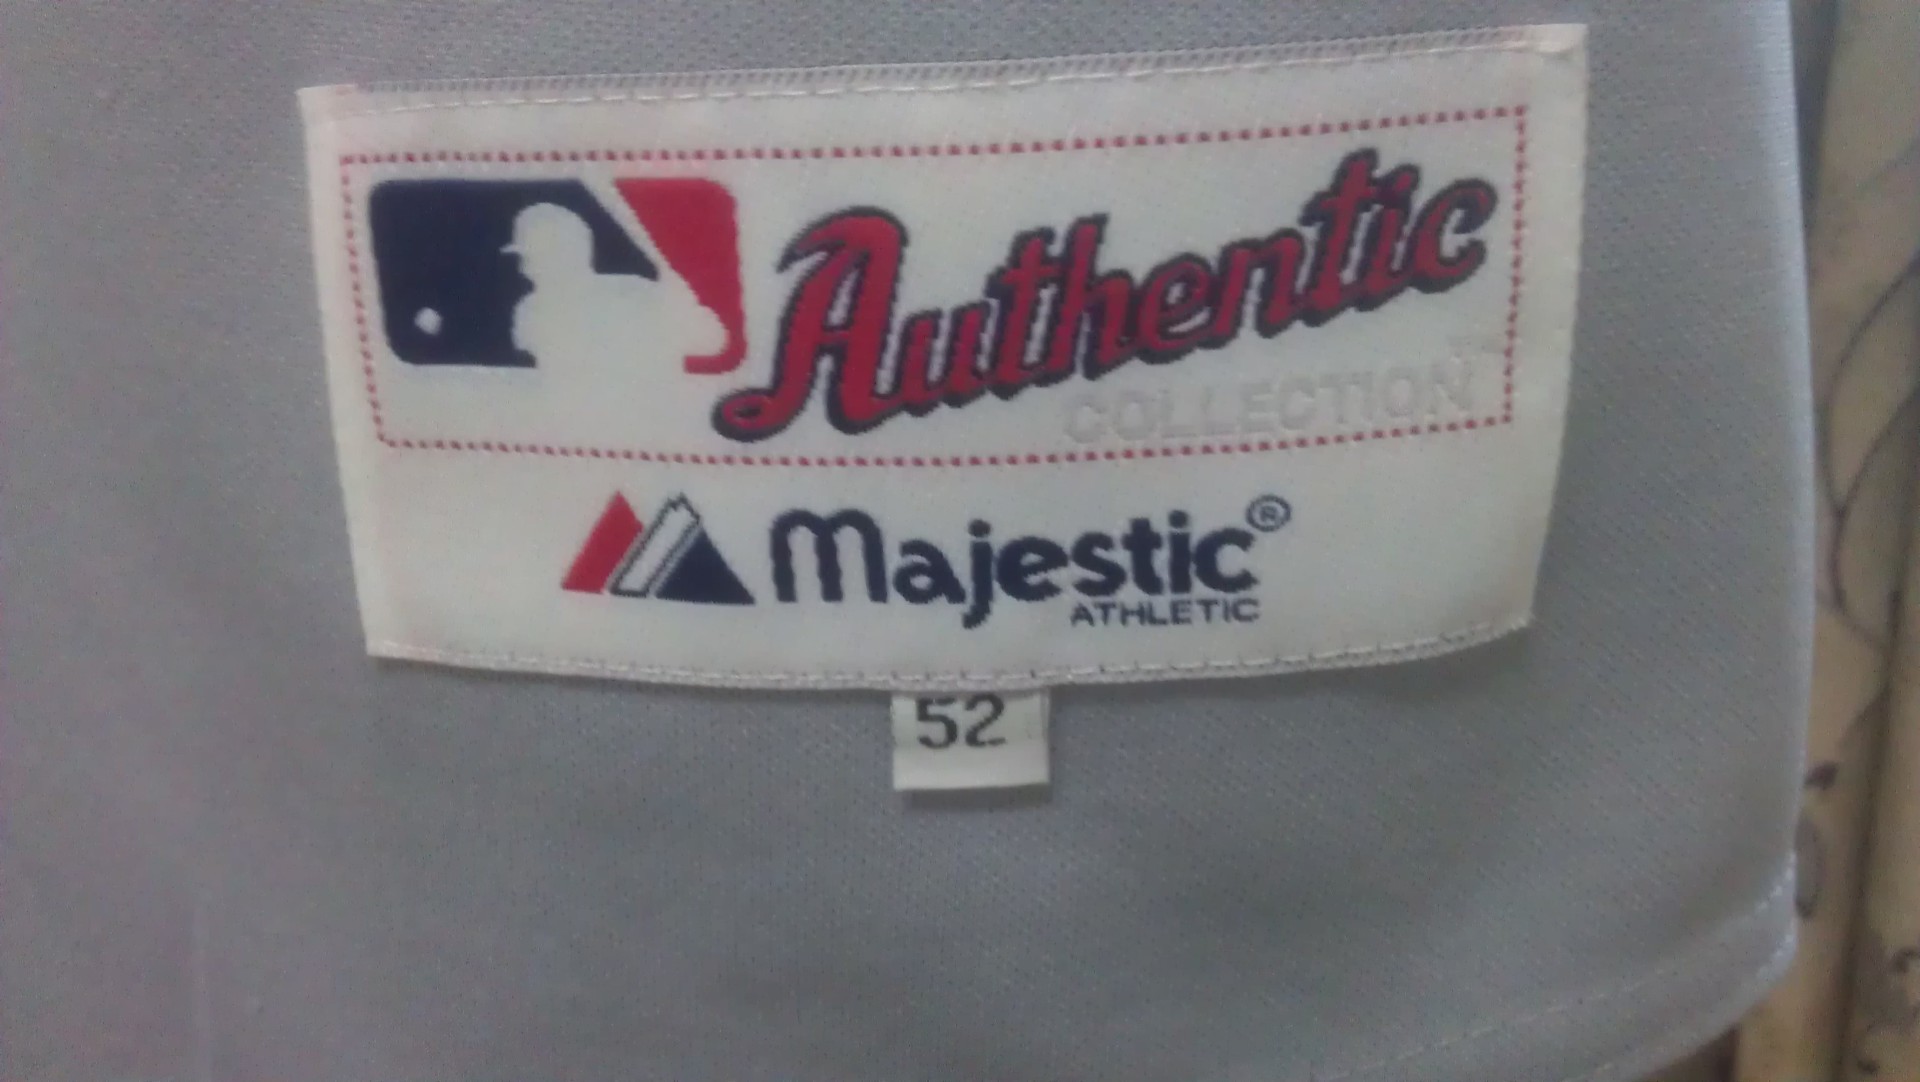 Authentic
COLLECTION
Majestic®
ATHLETIC
52